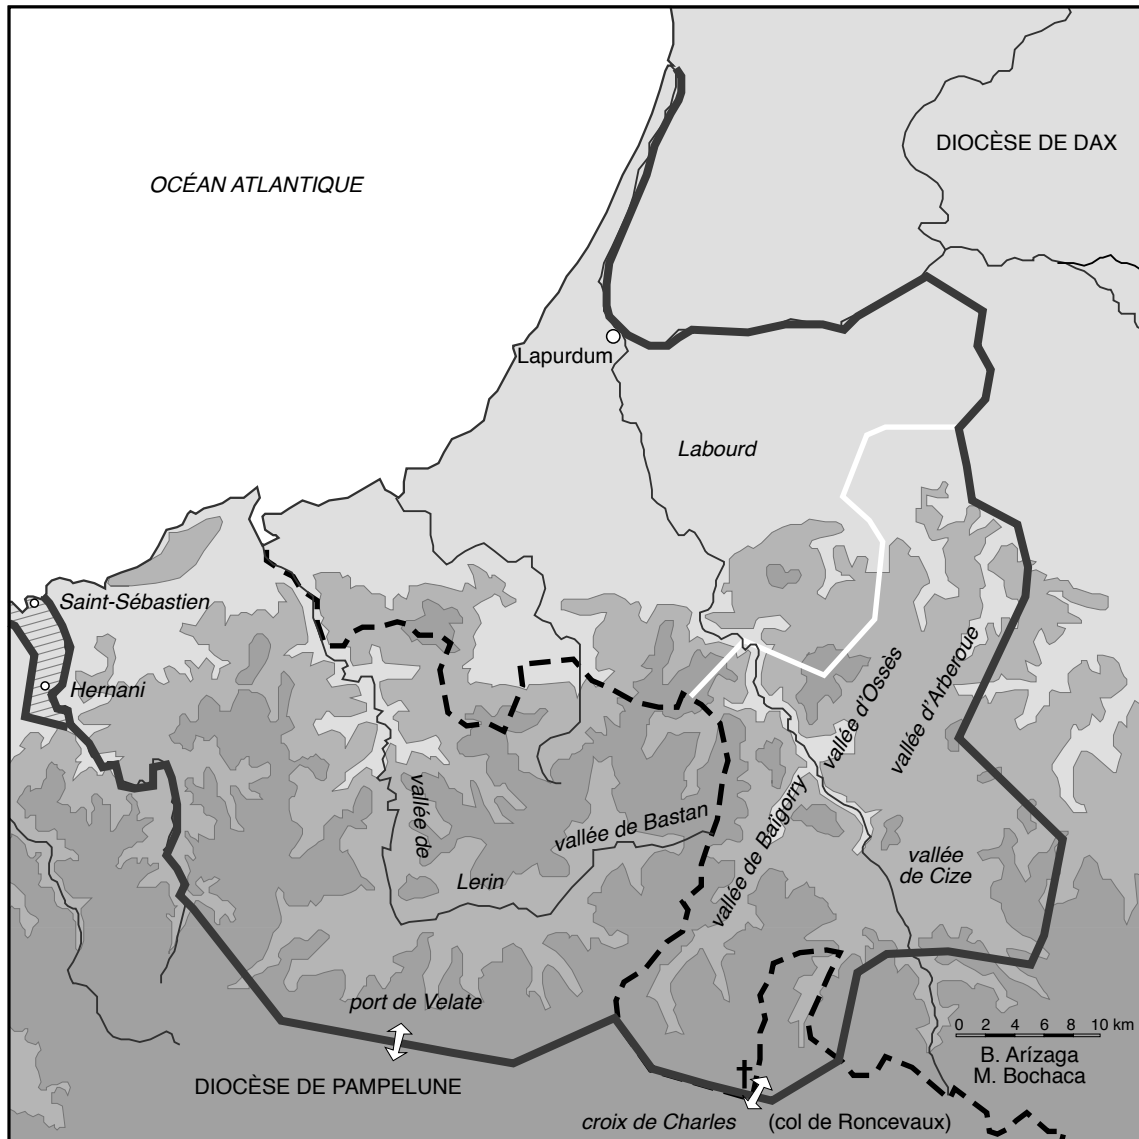 DIOCÈSE DE DAX
OCÉAN ATLANTIQUE
Lapurdum
Labourd
Saint-Sébastien
Hernani
vallée d'Ossès
vallée d'Arberoue
vallée de
Lerin
vallée de Bastan
vallée de Baïgorry
vallée
de Cize
port de Velate
0 2 4 6 8 10 km
B. Arízaga
M. Bochaca
DIOCÈSE DE PAMPELUNE
croix de Charles
(col de Roncevaux)